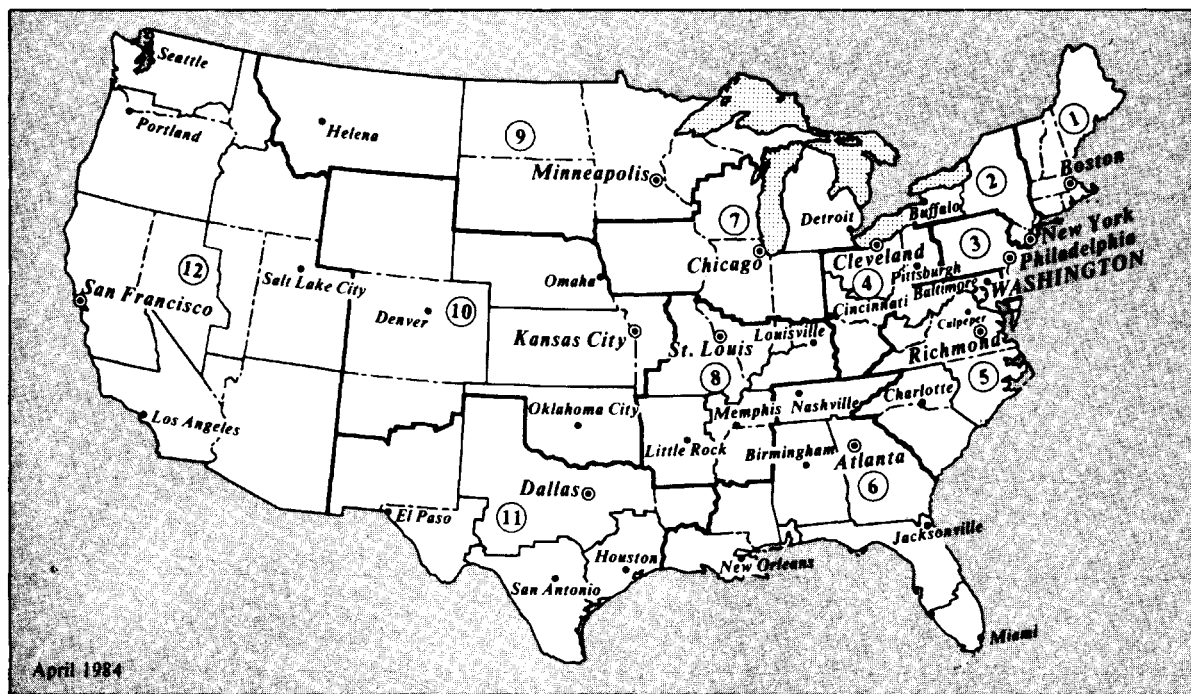 Seattle
Portland
Helena
9
Minneapolis
1
Boston
2
Buffalo
7
Detroit
Chicago
Cleveland
3
New York
Philadelphia
Pittsburgh
WASHINGTON
4
Baltimore
Cincinnati
12
San Francisco
Salt Lake City
Omaha
Denver
10
Kansas City
St. Louis
Louisville
Culpeper
Richmond
8
5
Los Angeles
Oklahoma City
Memphis
Nashville
Charlotte
Little Rock
Birmingham
Atlanta
6
Dallas
El Paso
11
Houston
San Antonio
New Orleans
Jacksonville
Miami
April 1984